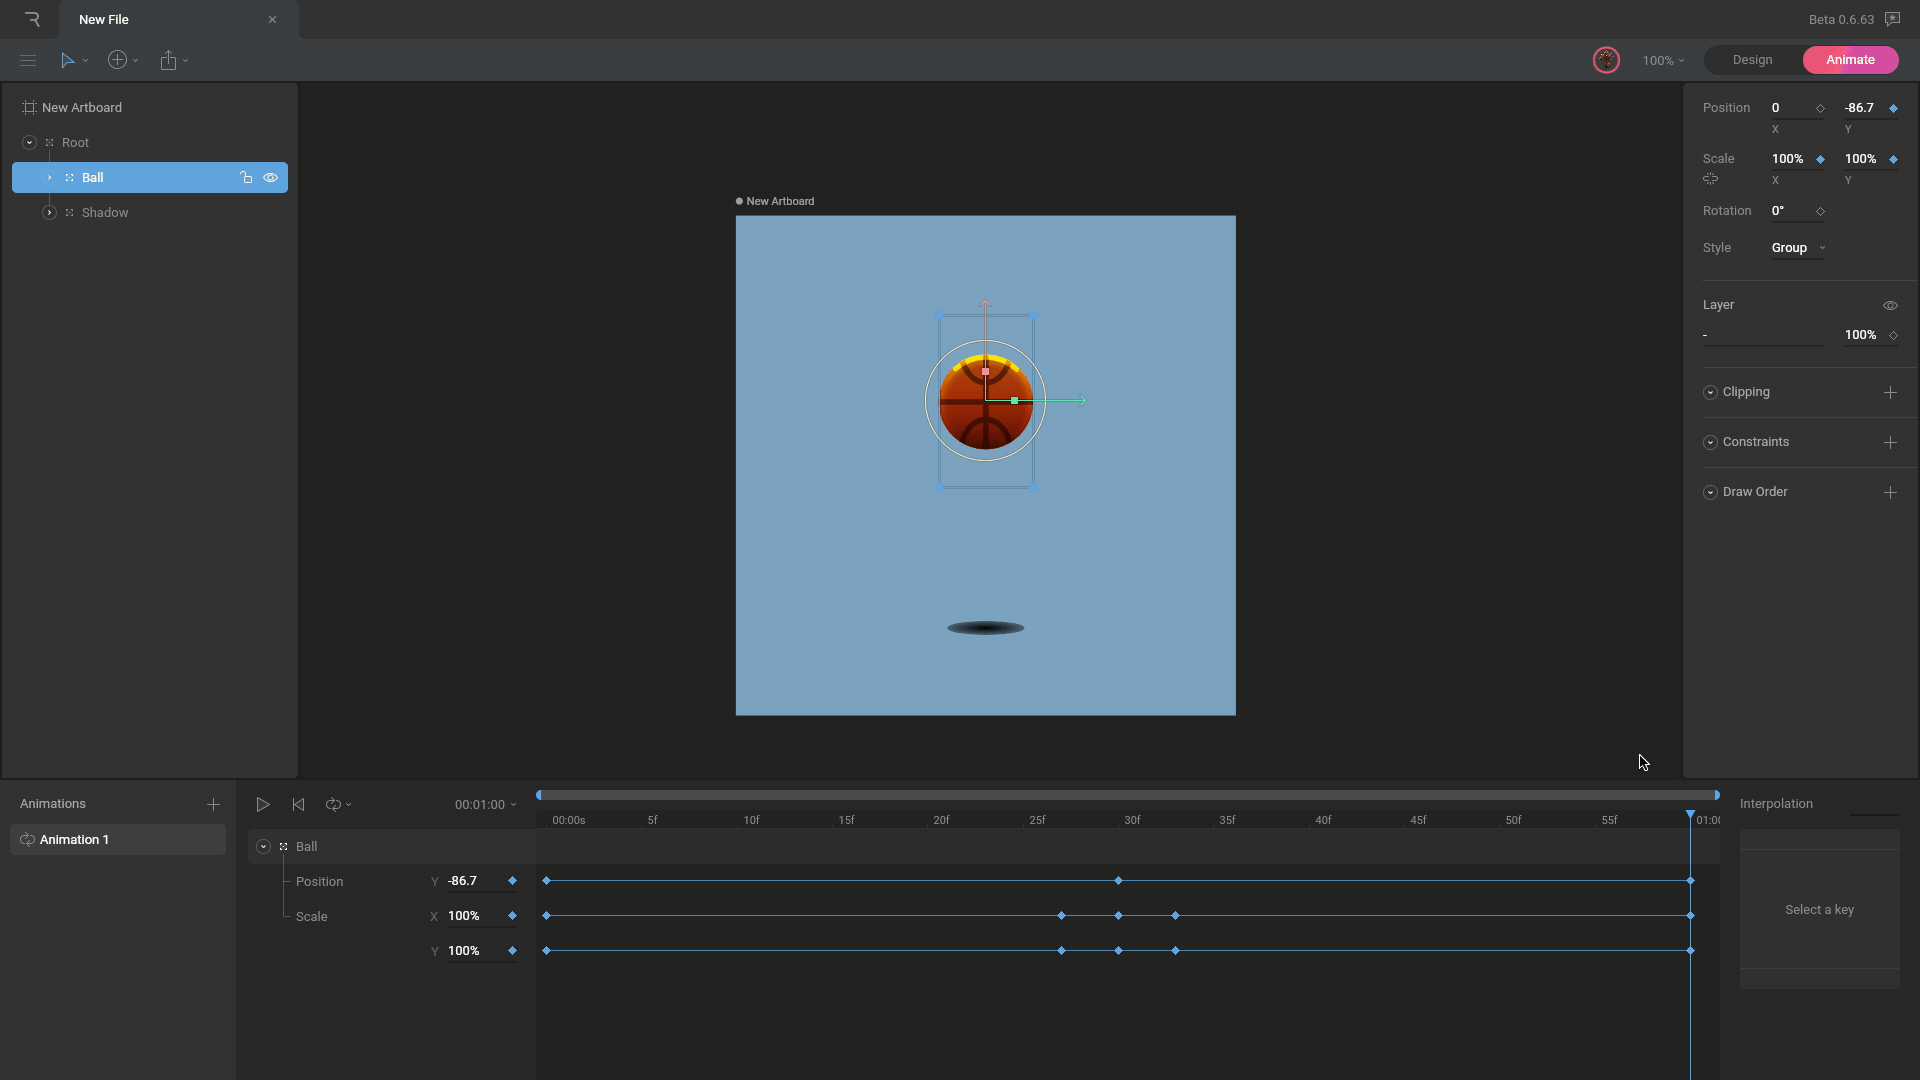 New File
Beta 0.6.63
100%
Design
Animate
New Artboard
Root
Ball
Shadow
New Artboard
Position 0 -86.7
X Y
Scale 100% 100%
X Y
Rotation 0°
Style Group
Layer
- 100%
Clipping
Constraints
Draw Order
Animations
Animation 1
00:01:00
00:00s 5f 10f 15f 20f 25f 30f 35f 40f 45f 50f 55f 01:00
Ball
Position Y -86.7
Scale X 100%
Y 100%
Interpolation
Select a key